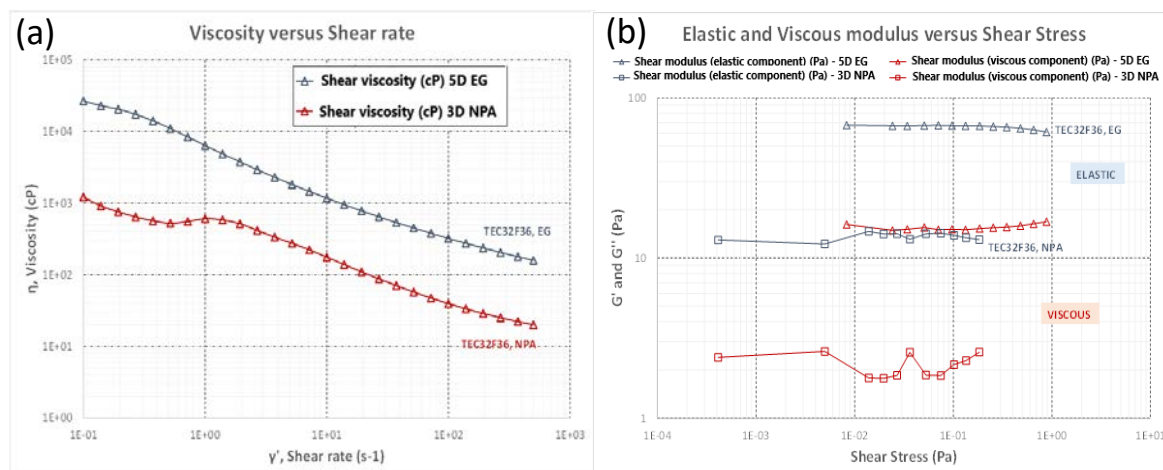 (a)
Viscosity versus Shear rate
Shear viscosity (cP) 5D EG
Shear viscosity (cP) 3D NPA
η, Viscosity (cP)
1E+05
1E+04
1E+03
1E+02
1E+01
1E+00
TEC32F36, EG
TEC32F36, NPA
1E-01 1E+00 1E+01 1E+02 1E+03
y', Shear rate (s-1)
(b)
Elastic and Viscous modulus versus Shear Stress
Shear modulus (elastic component) (Pa) - 5D EG
Shear modulus (viscous component) (Pa) - 5D EG
Shear modulus (elastic component) (Pa) - 3D NPA
Shear modulus (viscous component) (Pa) - 3D NPA
G' and G'' (Pa)
100
10
1
TEC32F36, EG
ELASTIC
TEC32F36, NPA
VISCOUS
1E-04 1E-03 1E-02 1E-01 1E+00 1E+01
Shear Stress (Pa)